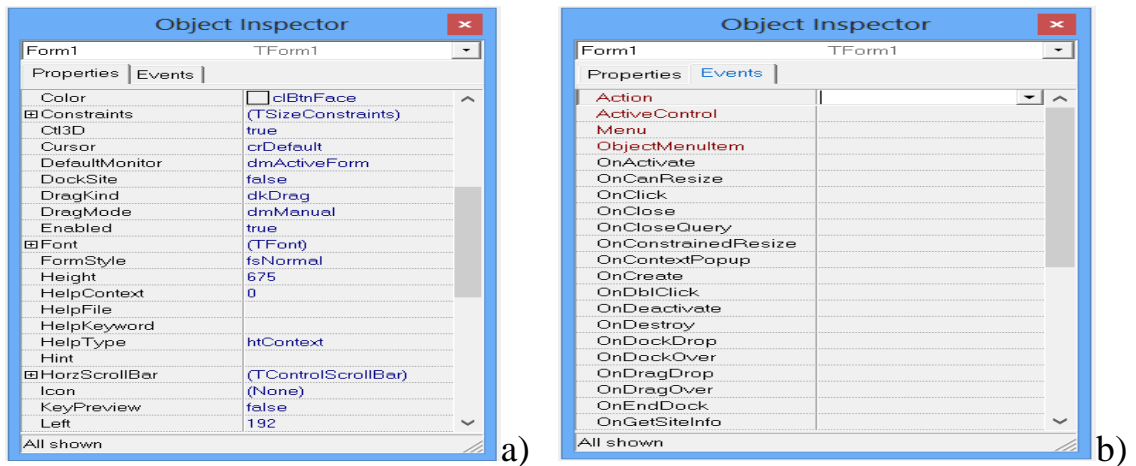 Object Inspector
Form1 TForm1
Properties Events
Color clBtnFace
Constraints (TSizeConstraints)
Ctl3D true
Cursor crDefault
DefaultMonitor dmActiveForm
DockSite false
DragKind dkDrag
DragMode dmManual
Enabled true
Font (TFont)
FormStyle fsNormal
Height 675
HelpContext 0
HelpFile
HelpKeyword
HelpType htContext
Hint
HorzScrollBar (TControlScrollBar)
Icon (None)
KeyPreview false
Left 192
All shown
a)
Object Inspector
Form1 TForm1
Properties Events
Action
ActiveControl
Menu
ObjectMenuItem
OnActivate
OnCanResize
OnClick
OnClose
OnCloseQuery
OnConstrainedResize
OnContextPopup
OnCreate
OnDblClick
OnDeactivate
OnDestroy
OnDockDrop
OnDockOver
OnDragDrop
OnDragOver
OnEndDock
OnGetSiteInfo
All shown
b)